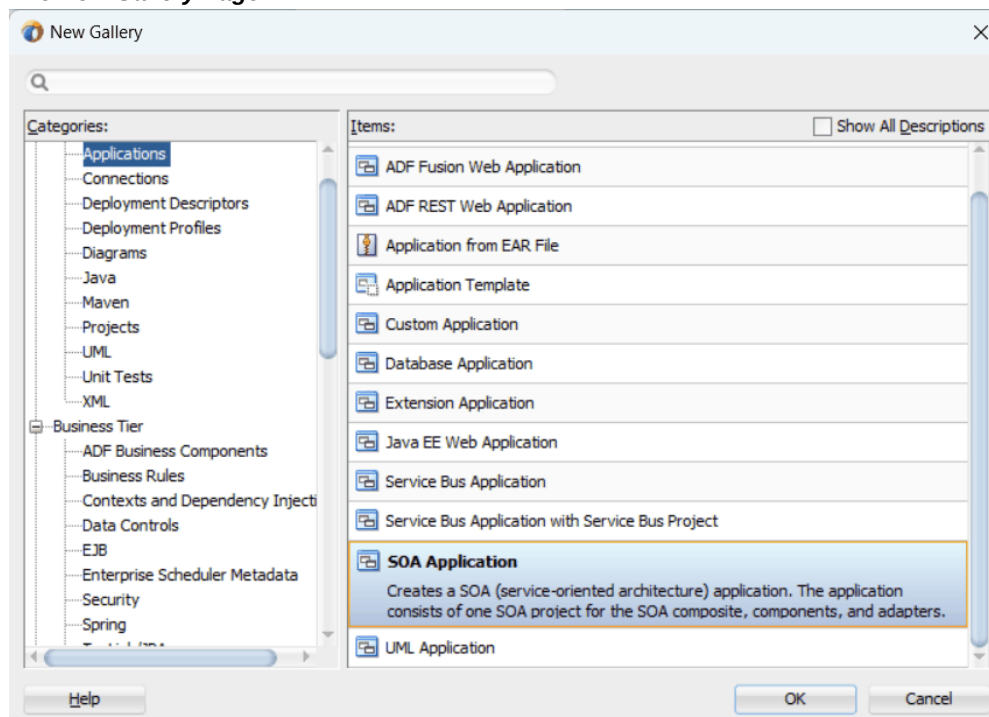 New Gallery
Categories:
Applications
Connections
Deployment Descriptors
Deployment Profiles
Diagrams
Java
Maven
Projects
UML
Unit Tests
XML
Business Tier
ADF Business Components
Business Rules
Contexts and Dependency Injecti
Data Controls
EJB
Enterprise Scheduler Metadata
Security
Spring
Items:
Show All Descriptions
ADF Fusion Web Application
ADF REST Web Application
Application from EAR File
Application Template
Custom Application
Database Application
Extension Application
Java EE Web Application
Service Bus Application
Service Bus Application with Service Bus Project
SOA Application
Creates a SOA (service-oriented architecture) application. The application
consists of one SOA project for the SOA composite, components, and adapters.
UML Application
Help
OK
Cancel